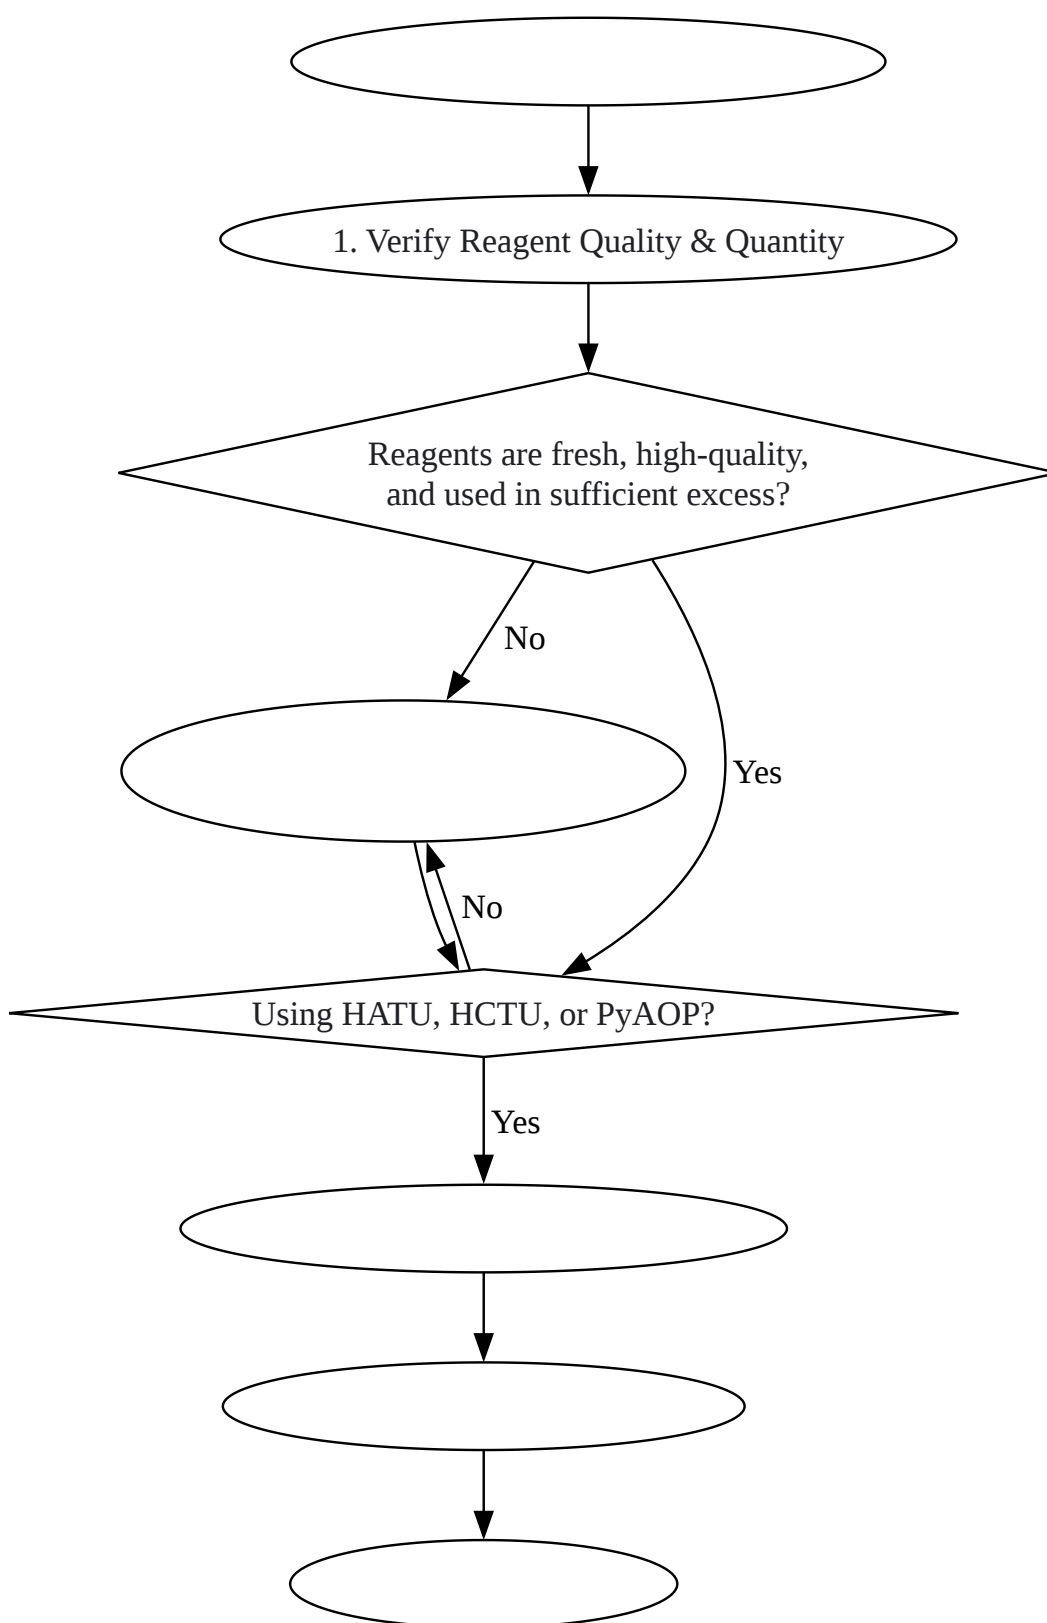 1. Verify Reagent Quality & Quantity
Reagents are fresh, high-quality,
and used in sufficient excess?
No
Yes
No
Using HATU, HCTU, or PyAOP?
Yes